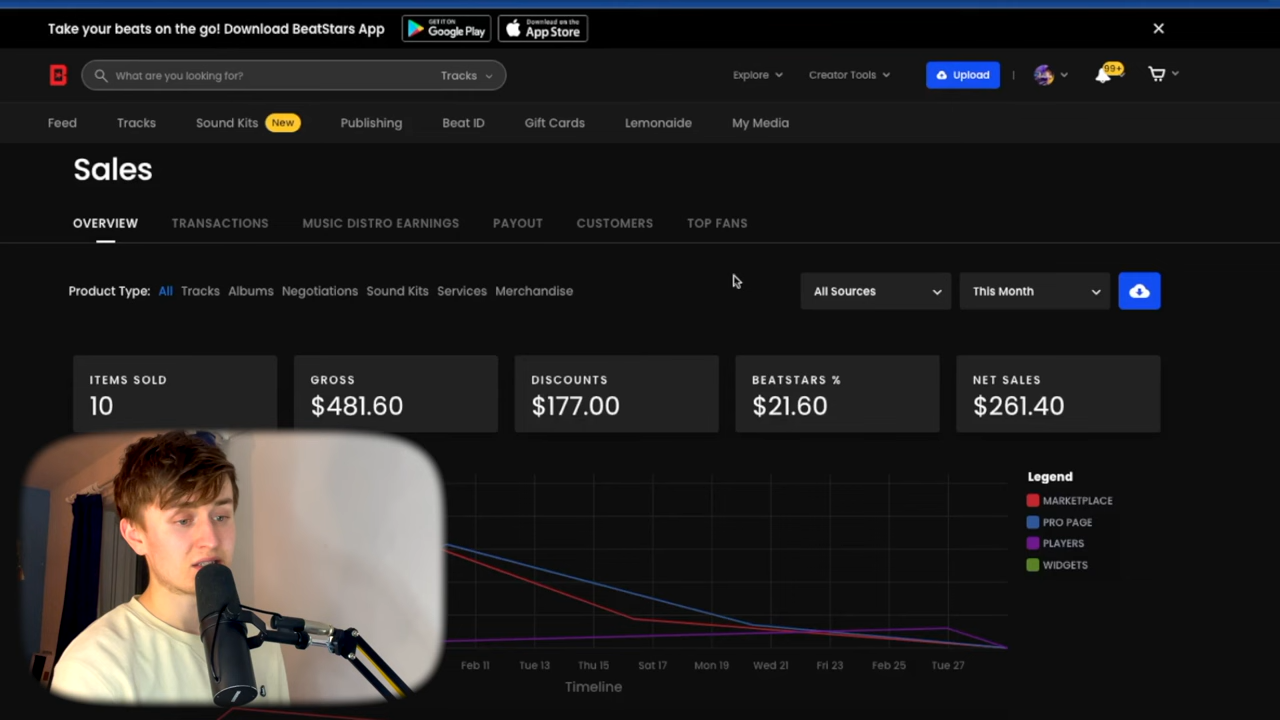 Take your beats on the go! Download BeatStars App
GET IT ON
Google Play
Download on the
App Store
What are you looking for?
Tracks
Explore
Creator Tools
Upload
99+
Feed
Tracks
Sound Kits
New
Publishing
Beat ID
Gift Cards
Lemonaide
My Media
Sales
OVERVIEW
TRANSACTIONS
MUSIC DISTRO EARNINGS
PAYOUT
CUSTOMERS
TOP FANS
Product Type:
All
Tracks
Albums
Negotiations
Sound Kits
Services
Merchandise
All Sources
This Month
ITEMS SOLD
10
GROSS
$481.60
DISCOUNTS
$177.00
BEATSTARS %
$21.60
NET SALES
$261.40
Legend
MARKETPLACE
PRO PAGE
PLAYERS
WIDGETS
Feb 11
Tue 13
Thu 15
Sat 17
Mon 19
Wed 21
Fri 23
Feb 25
Tue 27
Timeline